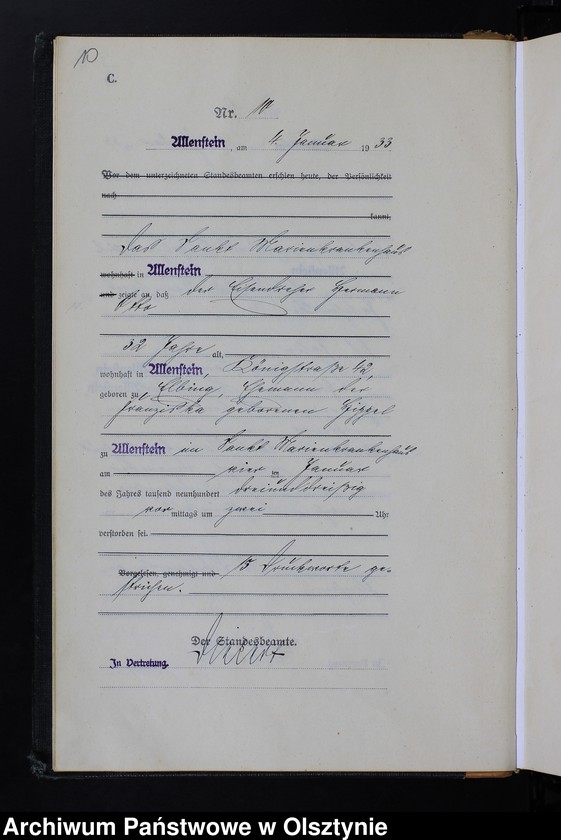 10
C.
Nr. 10
Allenstein, am 4. Januar 1933
Vor dem unterzeichneten Standesbeamten erschien heute, der Persönlichkeit
nach
kannt,
Das Sankt Marienkrankenhaus
wohnhaft in Allenstein
und zeigte an, daß der Eisendreher Hermann
Otto
32 Jahre alt,
wohnhaft in Allenstein, Königstraße 42,
geboren zu Elbing, Ehemann der
Franziska geborenen Hippel
zu Allenstein im Sankt Marienkrankenhaus
am vier ten Januar
des Jahres tausend neunhundert dreiunddreißig
vor mittags um zwei Uhr
verstorben sei.
Vorgelesen, genehmigt und 15 Druckworte ge-
strichen.
Der Standesbeamte.
In Vertretung.
Archiwum Państwowe w Olsztynie